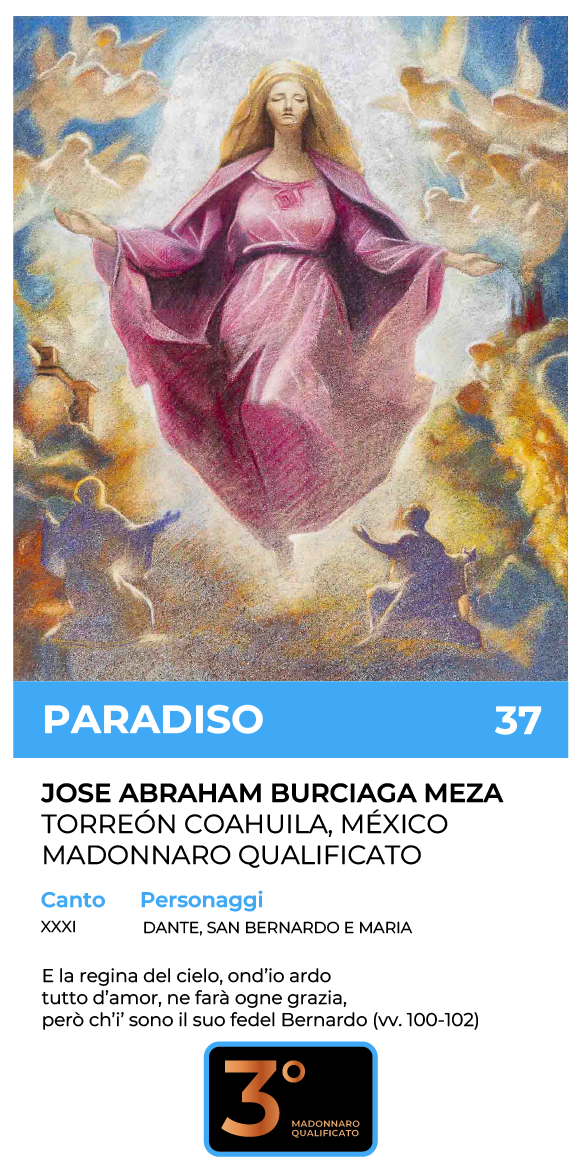 PARADISO 37
JOSE ABRAHAM BURCIAGA MEZA
TORREÓN COAHUILA, MÉXICO
MADONNARO QUALIFICATO
Canto Personaggi
XXXI DANTE, SAN BERNARDO E MARIA
E la regina del cielo, ond’io ardo
tutto d’amor, ne farà ogne grazia,
però ch’i’ sono il suo fedel Bernardo (vv. 100-102)
3°
MADONNARO
QUALIFICATO